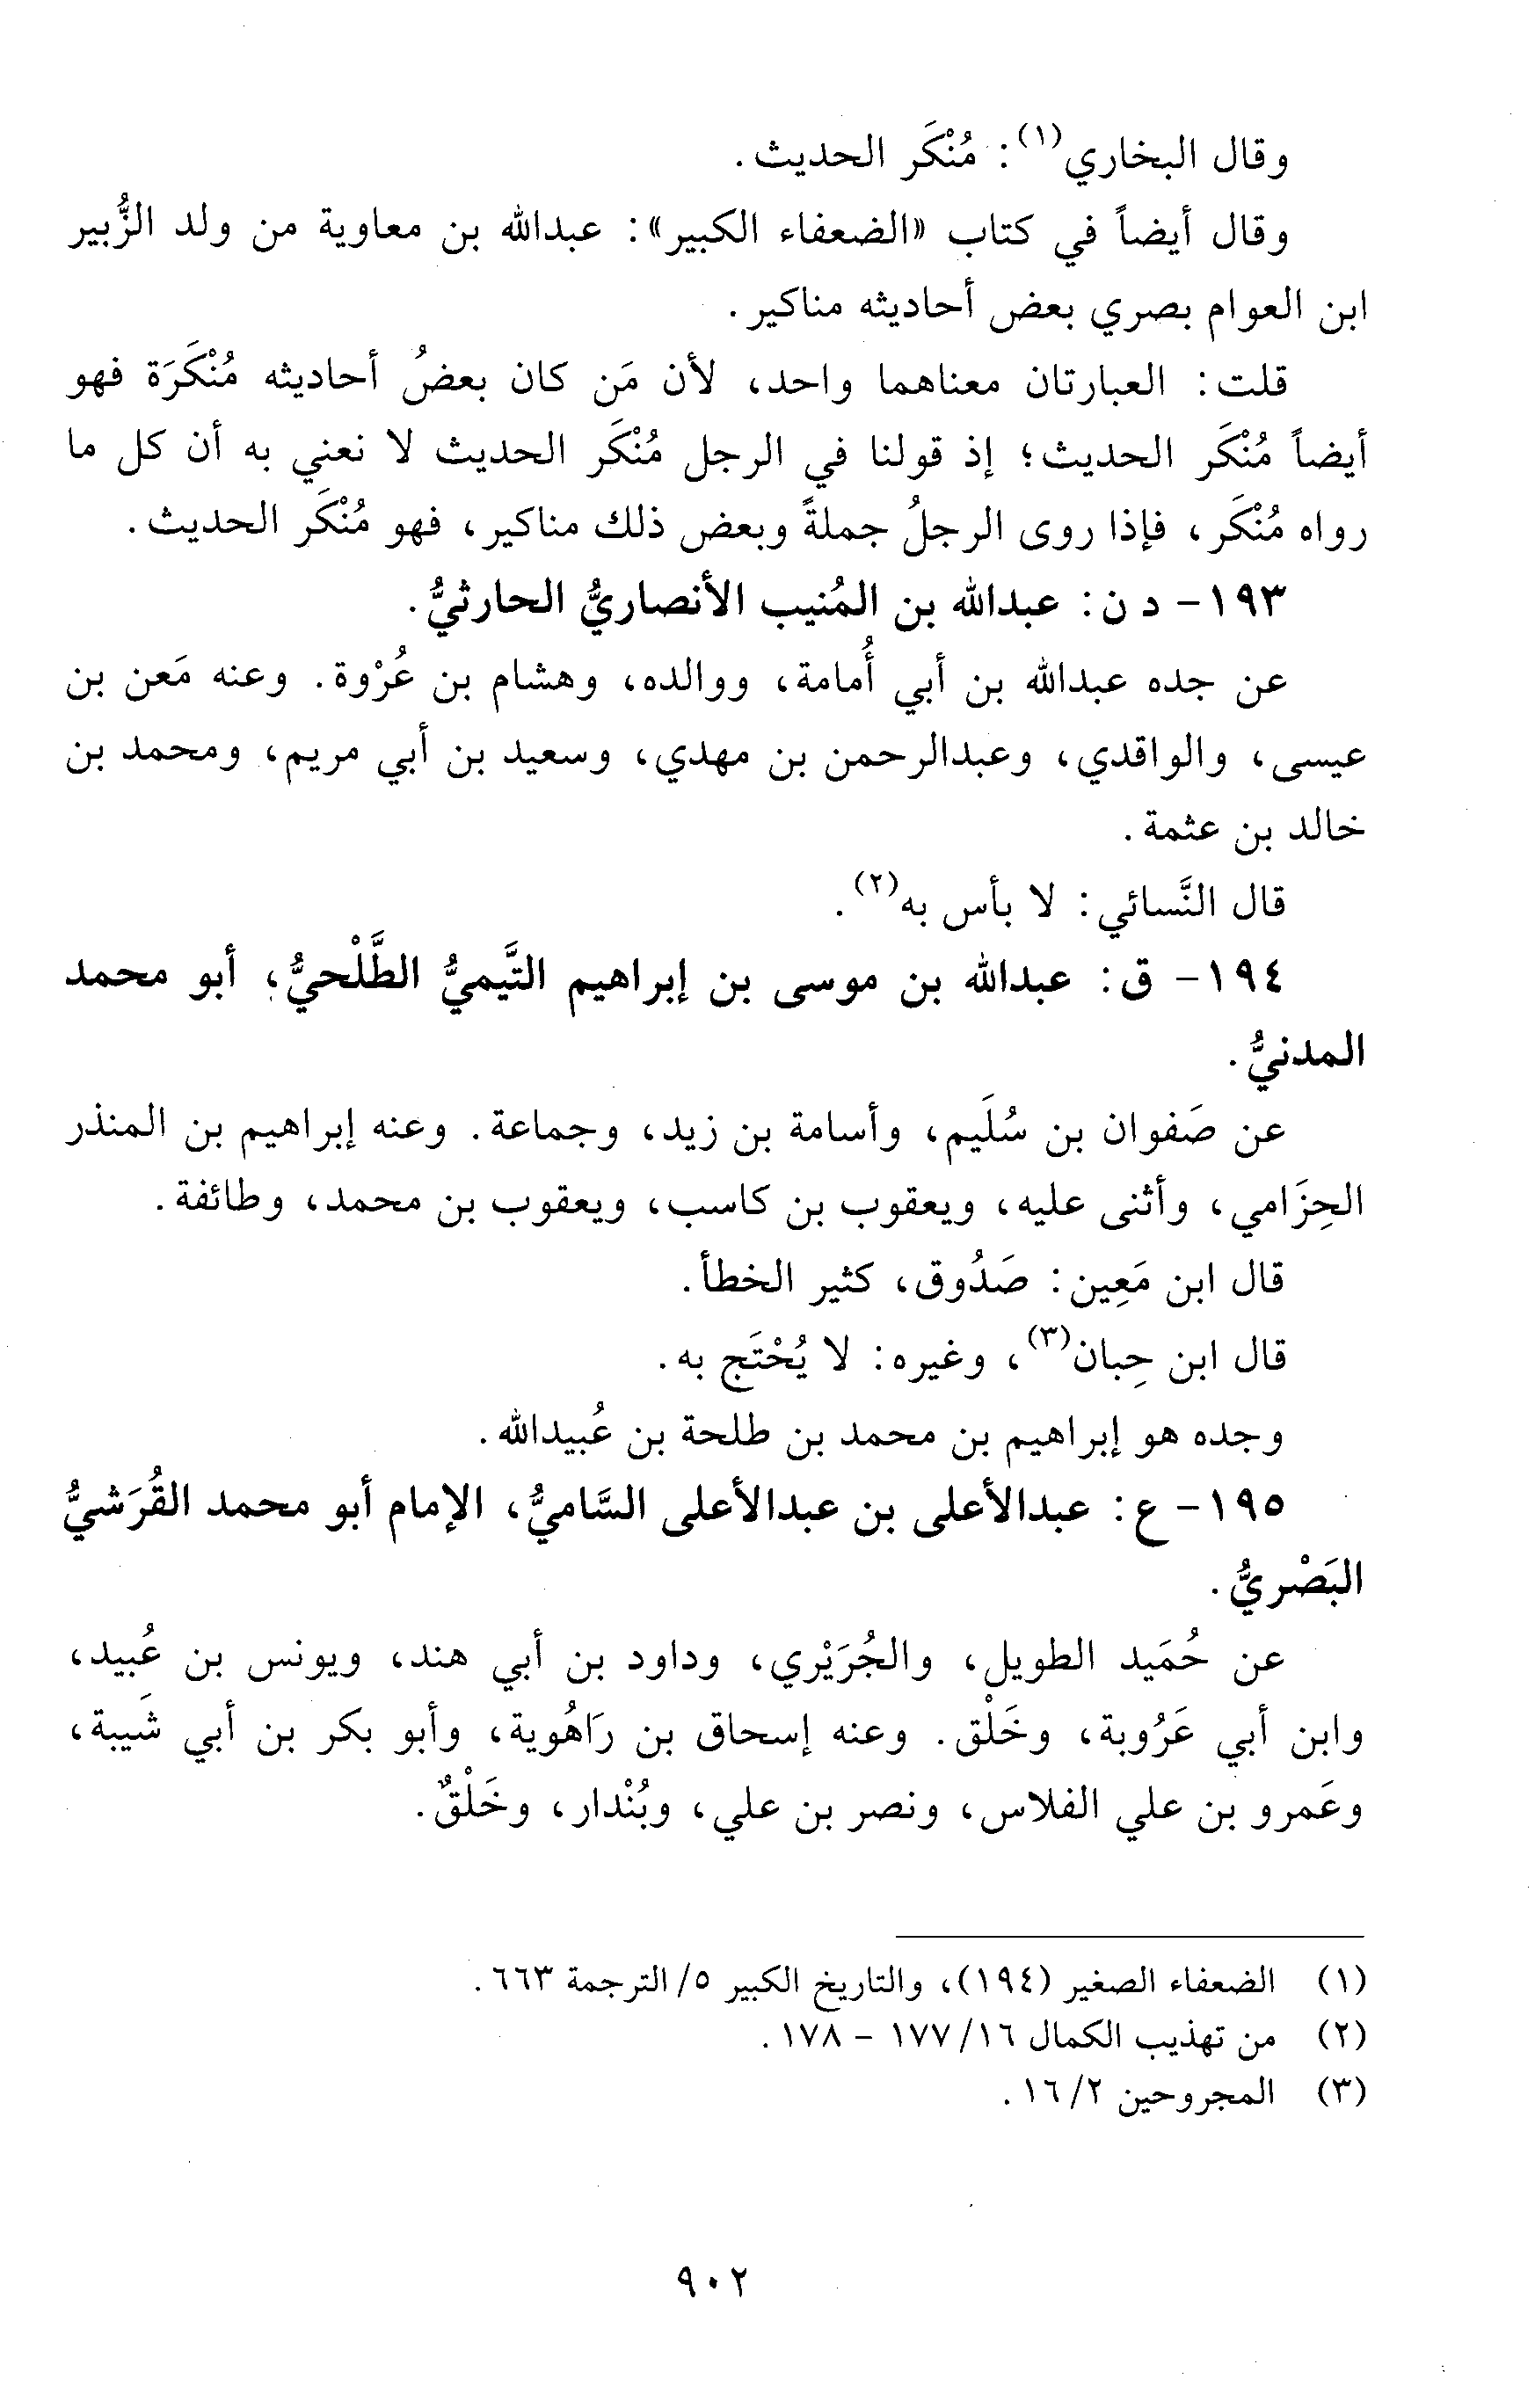 وقال البخاري(١): مُنْكَر الحديث.
وقال أيضاً في كتاب «الضعفاء الكبير»: عبدالله بن معاوية من ولد الزُّبير
ابن العوام بصري بعض أحاديثه مناكير.
قلت: العبارتان معناهما واحد، لأن مَن كان بعضُ أحاديثه مُنْكَرَة فهو
أيضاً مُنْكَر الحديث؛ إذ قولنا في الرجل مُنْكَر الحديث لا نعني به أن كل ما
رواه مُنْكَر، فإذا روى الرجلُ جملةً وبعض ذلك مناكير، فهو مُنْكَر الحديث.
١٩٣- د ن: عبدالله بن المُنيب الأنصاريُّ الحارثيُّ.
عن جده عبدالله بن أبي أُمامة، ووالده، وهشام بن عُرْوة. وعنه مَعن بن
عيسى، والواقدي، وعبدالرحمن بن مهدي، وسعيد بن أبي مريم، ومحمد بن
خالد بن عثمة.
قال النَّسائي: لا بأس به(٢).
١٩٤- ق: عبدالله بن موسى بن إبراهيم التَّيميُّ الطَّلْحيُّ، أبو محمد
المدنيُّ.
عن صَفوان بن سُلَيم، وأسامة بن زيد، وجماعة. وعنه إبراهيم بن المنذر
الحِزَامي، وأثنى عليه، ويعقوب بن كاسب، ويعقوب بن محمد، وطائفة.
قال ابن مَعِين: صَدُوق، كثير الخطأ.
قال ابن حِبان(٣)، وغيره: لا يُحْتَج به.
وجده هو إبراهيم بن محمد بن طلحة بن عُبيدالله.
١٩٥- ع: عبدالأعلى بن عبدالأعلى السَّاميُّ، الإمام أبو محمد القُرَشيُّ
البَصْريُّ.
عن حُمَيد الطويل، والجُرَيْري، وداود بن أبي هند، ويونس بن عُبيد،
وابن أبي عَرُوبة، وخَلْق. وعنه إسحاق بن رَاهُوية، وأبو بكر بن أبي شَيبة،
وعَمرو بن علي الفلاس، ونصر بن علي، وبُنْدار، وخَلْقٌ.
(١) الضعفاء الصغير (١٩٤)، والتاريخ الكبير ٥/ الترجمة ٦٦٣.
(٢) من تهذيب الكمال ١٦/ ١٧٧ - ١٧٨.
(٣) المجروحين ٢/ ١٦.
٩٠٢